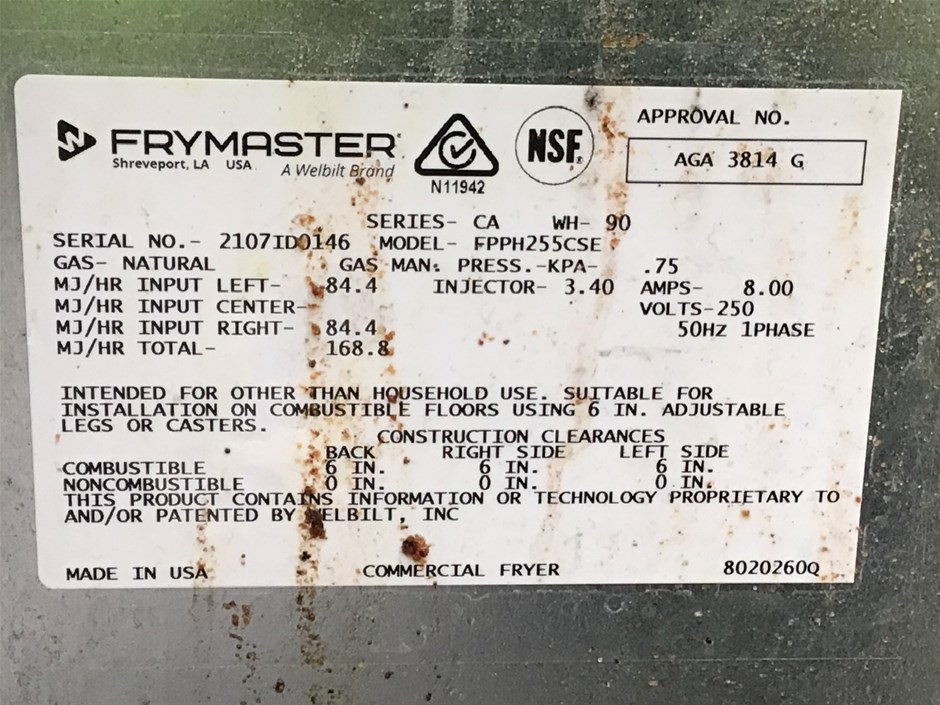 FRYMASTER
Shreveport, LA USA
A Welbilt Brand
N11942
NSF®
APPROVAL NO.
AGA 3814 G
SERIES- CA WH- 90
SERIAL NO.- 2107ID0146 MODEL- FPPH255CSE
GAS- NATURAL GAS MAN. PRESS.-KPA- .75
MJ/HR INPUT LEFT- 84.4 INJECTOR- 3.40 AMPS- 8.00
MJ/HR INPUT CENTER- VOLTS-250
MJ/HR INPUT RIGHT- 84.4 50HZ 1PHASE
MJ/HR TOTAL- 168.8
INTENDED FOR OTHER THAN HOUSEHOLD USE. SUITABLE FOR
INSTALLATION ON COMBUSTIBLE FLOORS USING 6 IN. ADJUSTABLE
LEGS OR CASTERS.
CONSTRUCTION CLEARANCES
BACK RIGHT SIDE LEFT SIDE
COMBUSTIBLE 6 IN. 6 IN. 6 IN.
NONCOMBUSTIBLE 0 IN. 0 IN. 0 IN.
THIS PRODUCT CONTAINS INFORMATION OR TECHNOLOGY PROPRIETARY TO
AND/OR PATENTED BY WELBILT, INC
MADE IN USA COMMERCIAL FRYER 8020260Q